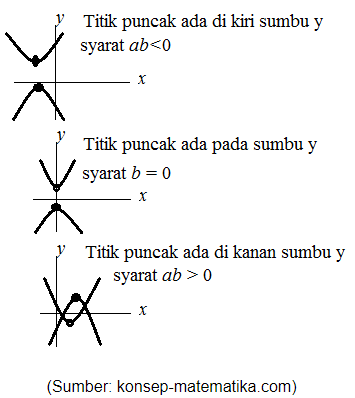 y Titik puncak ada di kiri sumbu y
syarat ab<0
x
y Titik puncak ada pada sumbu y
syarat b = 0
x
y Titik puncak ada di kanan sumbu y
syarat ab > 0
x
(Sumber: konsep-matematika.com)